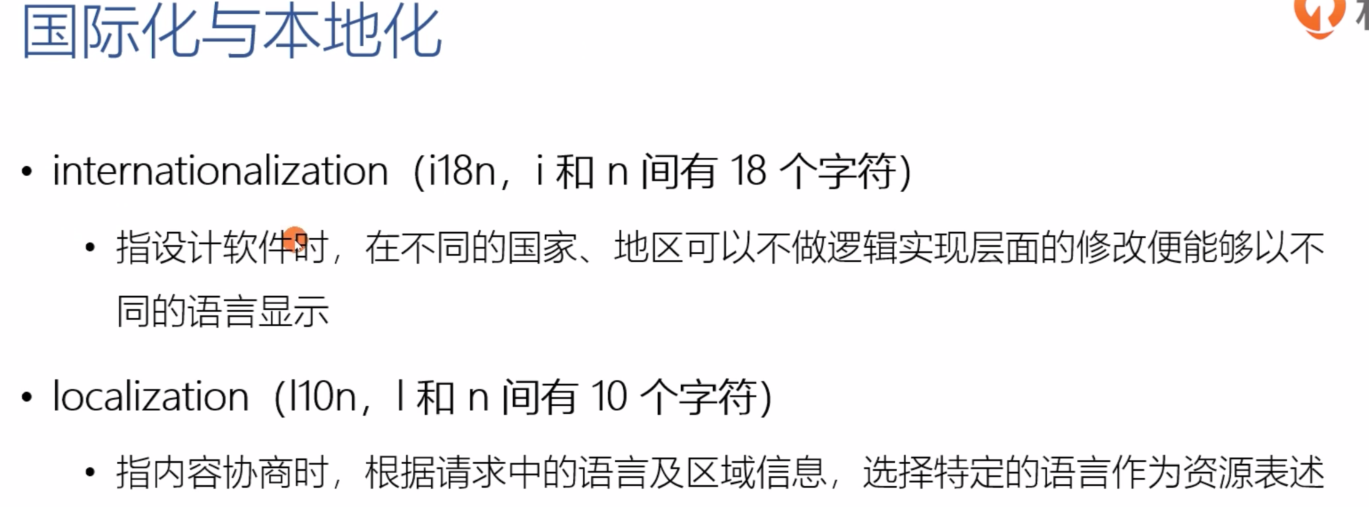 国际化与本地化
• internationalization（i18n，i 和 n 间有 18 个字符）
• 指设计软件时，在不同的国家、地区可以不做逻辑实现层面的修改便能够以不
同的语言显示
• localization（l10n，l 和 n 间有 10 个字符）
• 指内容协商时，根据请求中的语言及区域信息，选择特定的语言作为资源表述